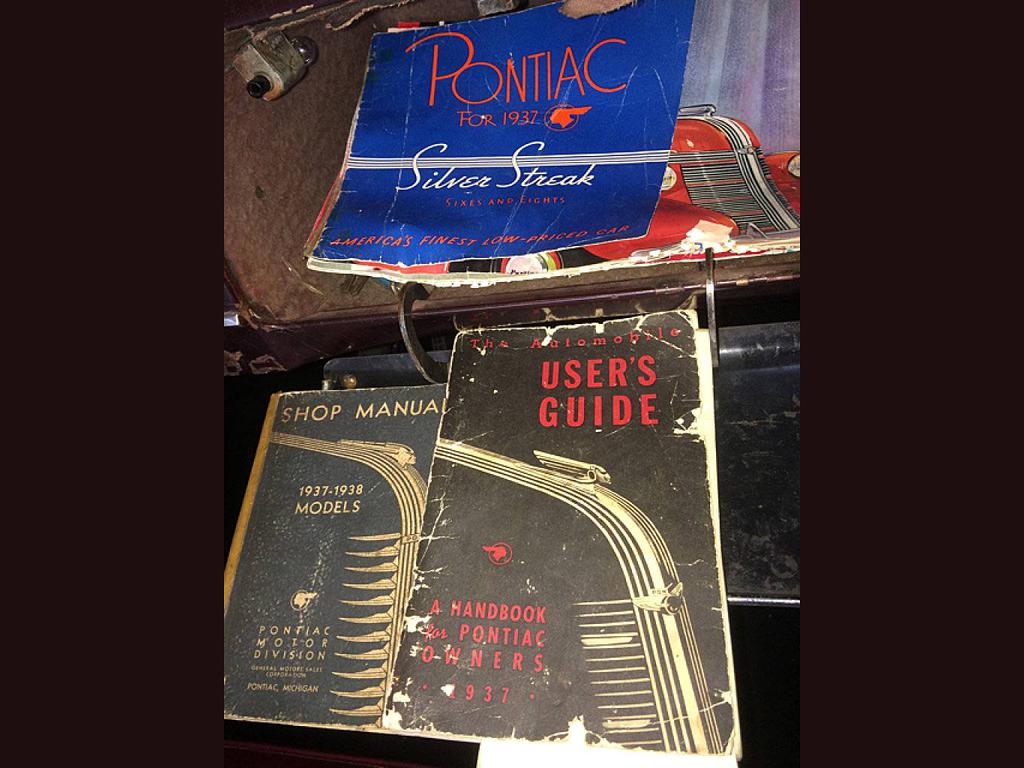 PONTIAC
FOR 1937
Silver Streak
SIXES AND EIGHTS
AMERICA'S FINEST LOW-PRICED CAR
The Automobile
USER'S
GUIDE
A HANDBOOK
for PONTIAC
OWNERS
· 1937 ·
SHOP MANUAL
1937-1938
MODELS
PONTIAC
MOTOR
DIVISION
GENERAL MOTORS SALES
CORPORATION
PONTIAC, MICHIGAN